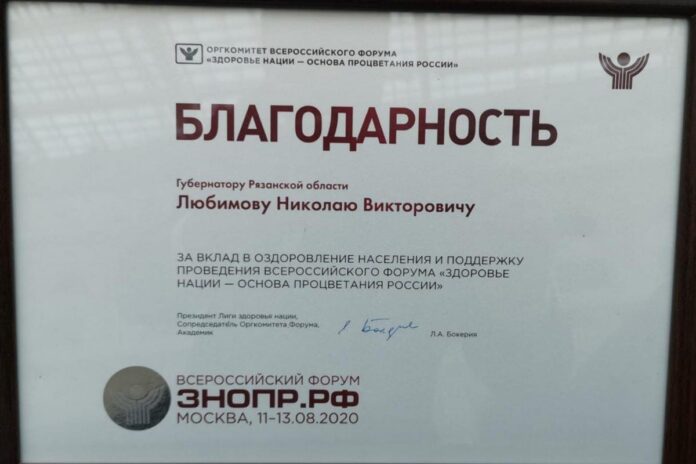 ОРГКОМИТЕТ ВСЕРОССИЙСКОГО ФОРУМА
«ЗДОРОВЬЕ НАЦИИ — ОСНОВА ПРОЦВЕТАНИЯ РОССИИ»
БЛАГОДАРНОСТЬ
Губернатору Рязанской области
Любимову Николаю Викторовичу
ЗА ВКЛАД В ОЗДОРОВЛЕНИЕ НАСЕЛЕНИЯ И ПОДДЕРЖКУ
ПРОВЕДЕНИЯ ВСЕРОССИЙСКОГО ФОРУМА «ЗДОРОВЬЕ
НАЦИИ — ОСНОВА ПРОЦВЕТАНИЯ РОССИИ»
Президент Лиги здоровья нации,
Сопредседатель Оргкомитета Форума,
Академик
Л.А. Бокерия
ВСЕРОССИЙСКИЙ ФОРУМ
ЗНОПР.РФ
МОСКВА, 11–13.08.2020